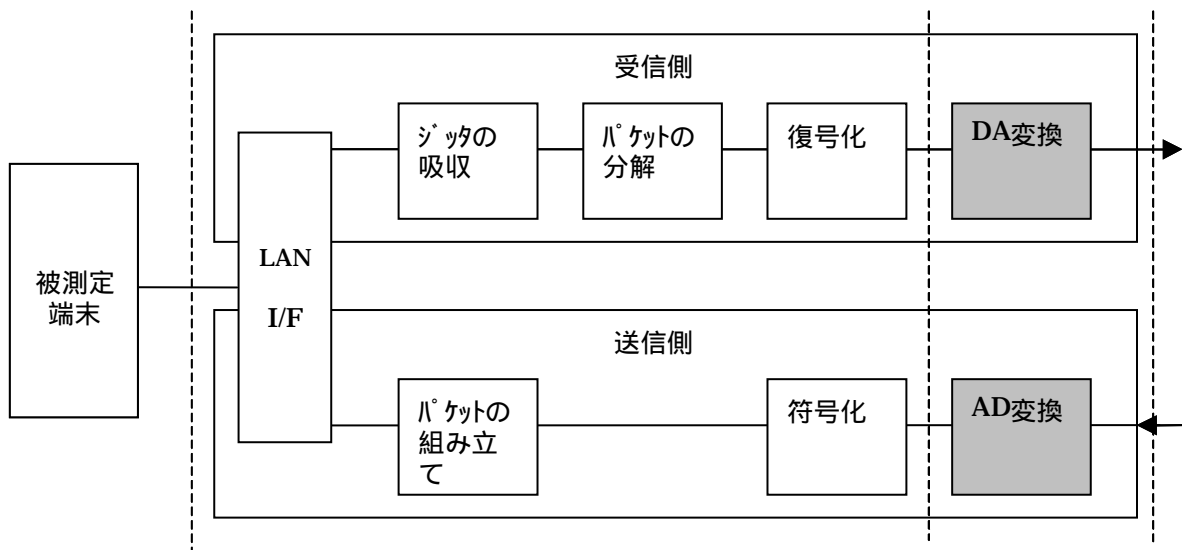 受信側
ｼﾞｯﾀの
吸収
ﾊﾟｹｯﾄの
分解
復号化
DA変換
被測定
端末
LAN
I/F
送信側
ﾊﾟｹｯﾄの
組み立
て
符号化
AD変換